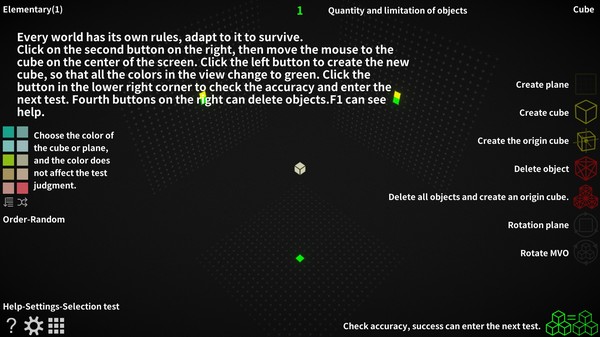 Elementary(1)
1
Quantity and limitation of objects
Cube
Every world has its own rules, adapt to it to survive.
Click on the second button on the right, then move the mouse to the
cube on the center of the screen. Click the left button to create the new
cube, so that all the colors in the view change to green. Click the
button in the lower right corner to check the accuracy and enter the
next test. Fourth buttons on the right can delete objects.F1 can see
help.
Choose the color of
the cube or plane,
and the color does
not affect the test
judgment.
Order-Random
Create plane
Create cube
Create the origin cube
Delete object
Delete all objects and create an origin cube.
Rotation plane
Rotate MVO
Help-Settings-Selection test
?
Check accuracy, success can enter the next test.